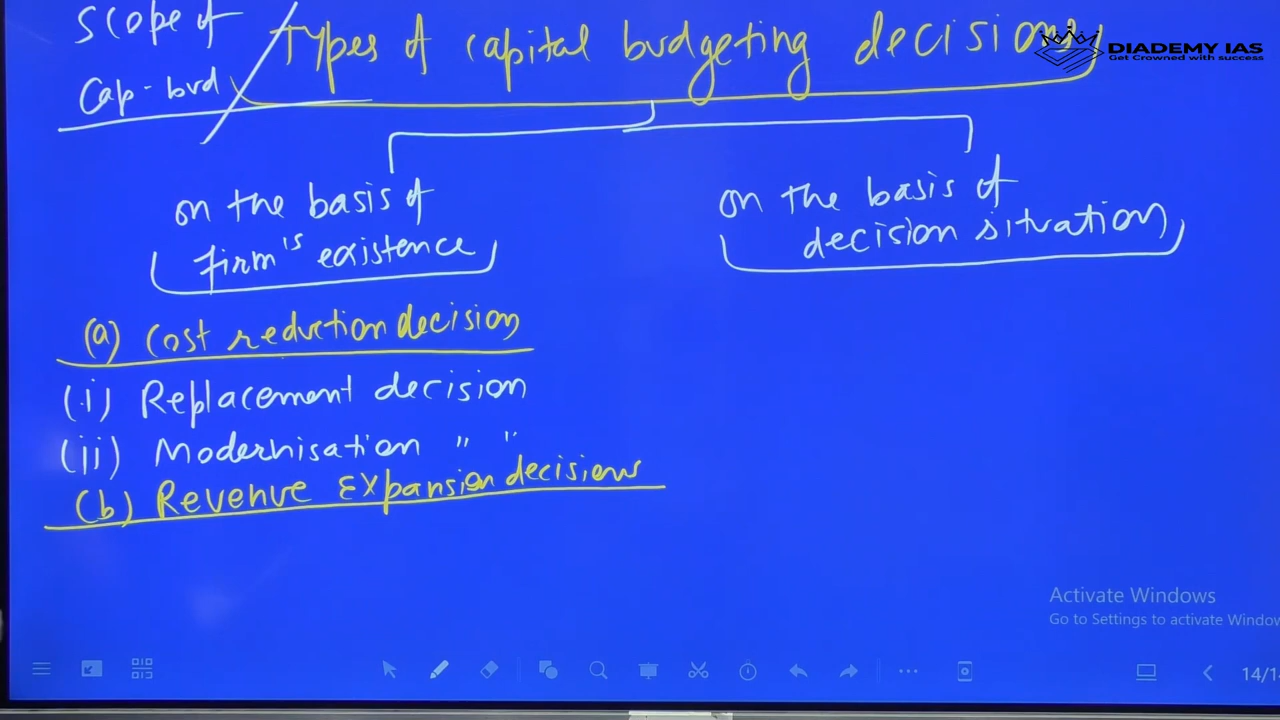 Scope of
Cap-bud
Types of capital budgeting decisions
DIADEMY IAS
Get Crowned with success
on the basis of
firm's existence
on the basis of
decision situation
(a) Cost reduction decision
(i) Replacement decision
(ii) Modernisation " "
(b) Revenue Expansion decisions
Activate Windows
Go to Settings to activate Window
14/1